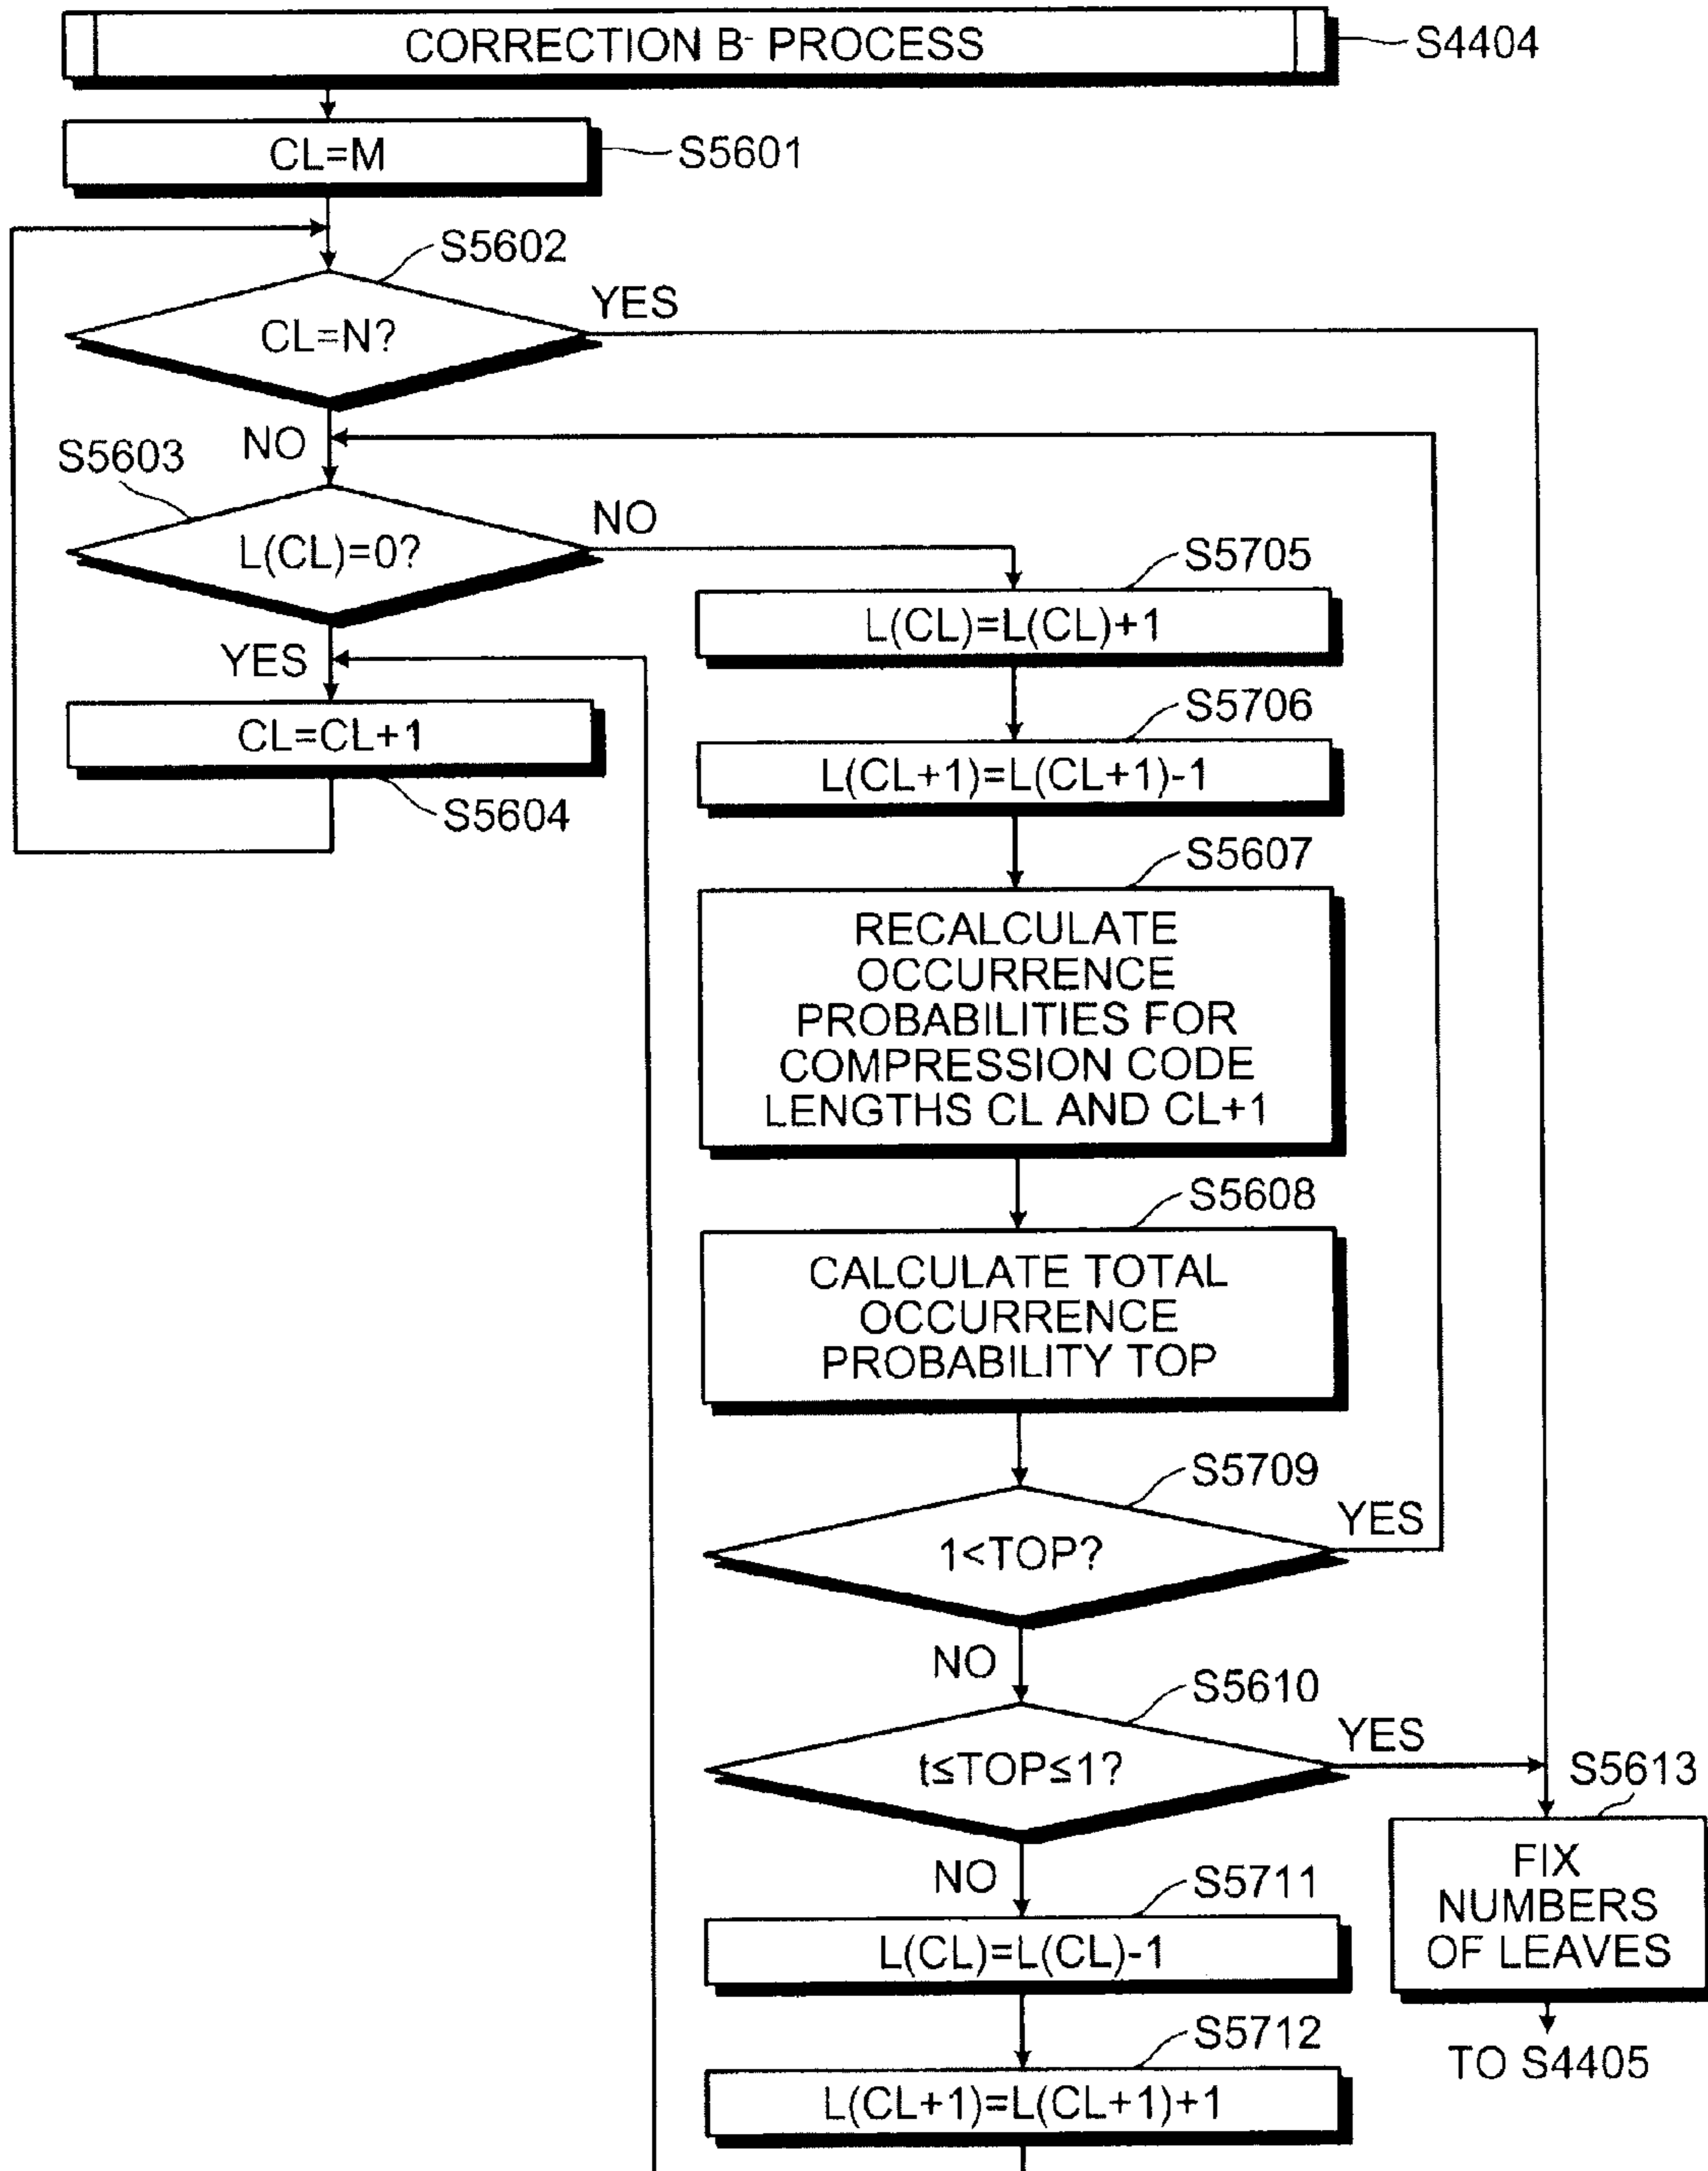 CORRECTION B- PROCESS
S4404
CL=M
S5601
S5602
CL=N?
YES
NO
S5603
L(CL)=0?
NO
YES
S5705
L(CL)=L(CL)+1
CL=CL+1
S5604
S5706
L(CL+1)=L(CL+1)-1
S5607
RECALCULATE
OCCURRENCE
PROBABILITIES FOR
COMPRESSION CODE
LENGTHS CL AND CL+1
S5608
CALCULATE TOTAL
OCCURRENCE
PROBABILITY TOP
S5709
1<TOP?
YES
NO
S5610
t≤TOP≤1?
YES
NO
S5613
FIX
NUMBERS
OF LEAVES
TO S4405
S5711
L(CL)=L(CL)-1
S5712
L(CL+1)=L(CL+1)+1